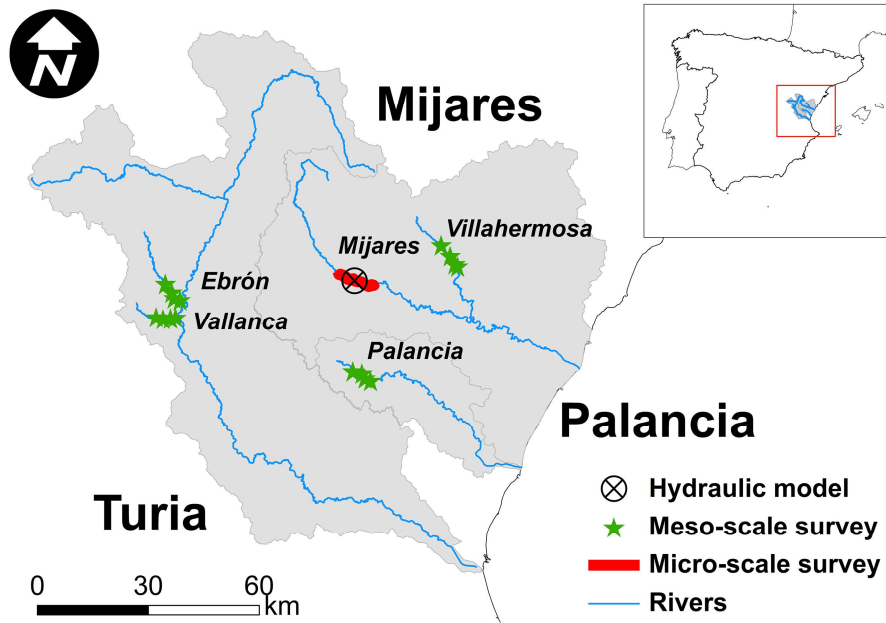 N
Mijares
Villahermosa
Mijares
Ebrón
Vallanca
Palancia
Palancia
Turia
Hydraulic model
Meso-scale survey
Micro-scale survey
Rivers
0 30 60
km